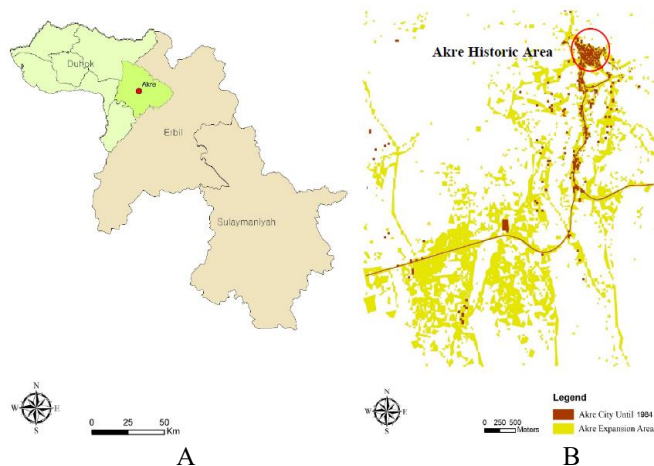 Duhok
Akre
Erbil
Sulaymaniyah
N
W E
S
0 25 50
Km
A
Akre Historic Area
N
W E
S
0 250 500
Meters
Legend
Akre City Until 1984
Akre Expansion Area
B